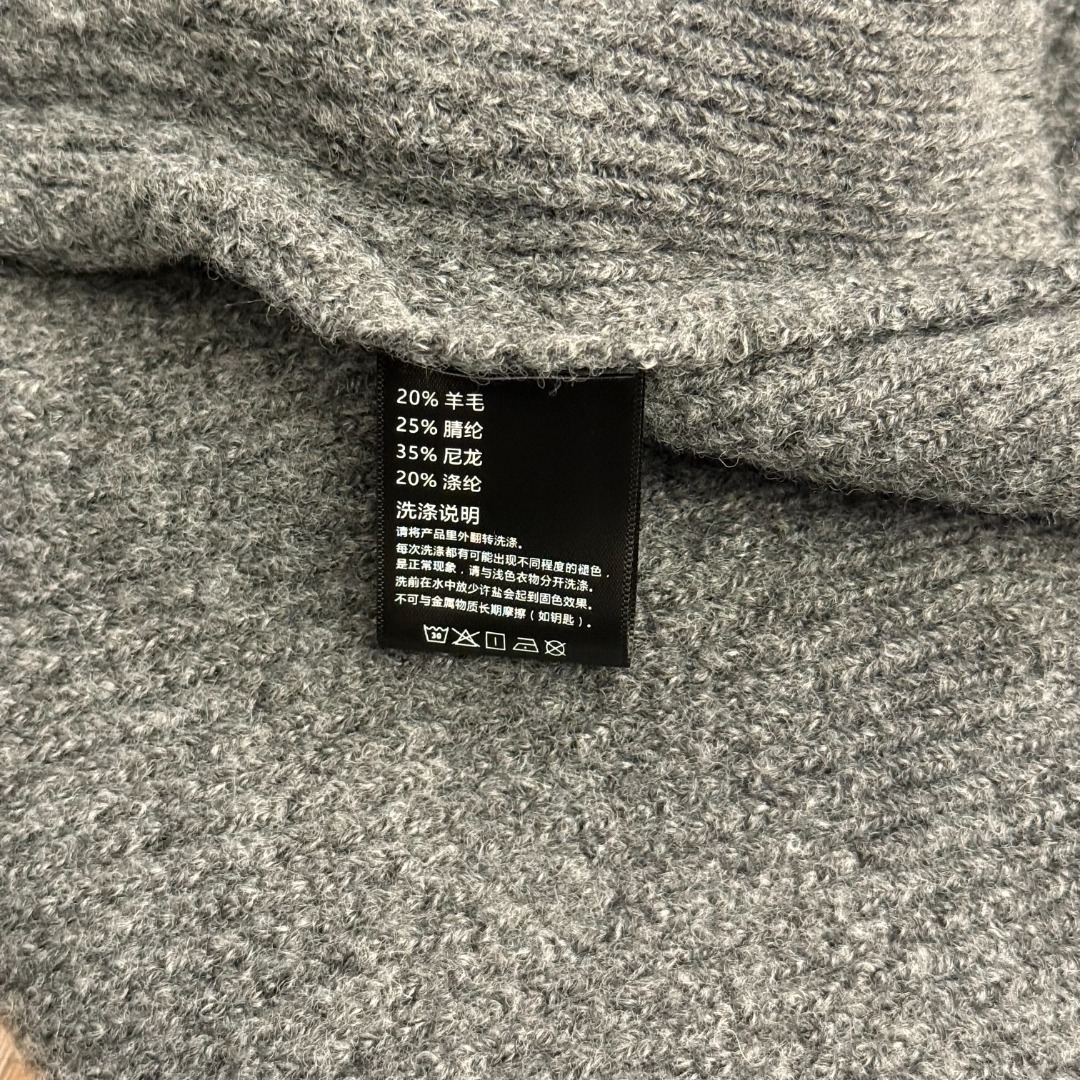 20% 羊毛
25% 腈纶
35% 尼龙
20% 涤纶
洗涤说明
请将产品里外翻转洗涤。
每次洗涤都有可能出现不同程度的褪色，
是正常现象，请与浅色衣物分开洗涤。
洗前在水中放少许盐会起到固色效果。
不可与金属物质长期摩擦（如钥匙）。
30